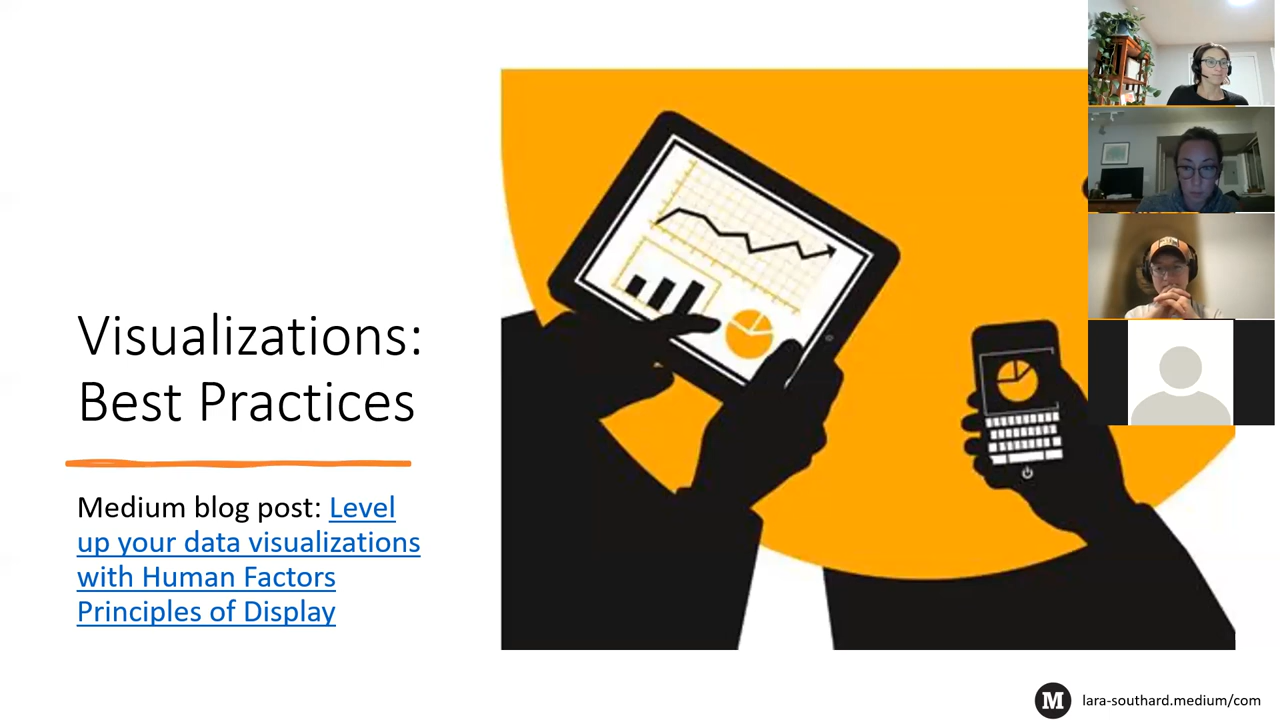 Visualizations:
Best Practices
Medium blog post: Level
up your data visualizations
with Human Factors
Principles of Display
M
lara-southard.medium/com